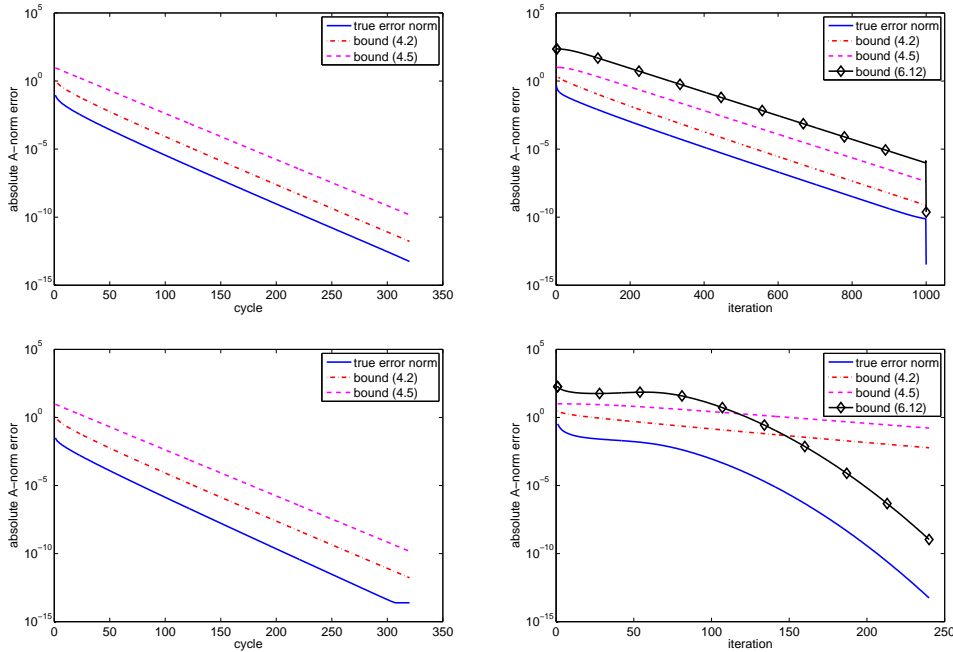 10^5
10^0
10^−5
10^−10
10^−15
absolute A−norm error
0 50 100 150 200 250 300 350
cycle
true error norm
bound (4.2)
bound (4.5)
10^5
10^0
10^−5
10^−10
10^−15
absolute A−norm error
0 200 400 600 800 1000
iteration
true error norm
bound (4.2)
bound (4.5)
bound (6.12)
10^5
10^0
10^−5
10^−10
10^−15
absolute A−norm error
0 50 100 150 200 250 300 350
cycle
true error norm
bound (4.2)
bound (4.5)
10^5
10^0
10^−5
10^−10
10^−15
absolute A−norm error
0 50 100 150 200 250
iteration
true error norm
bound (4.2)
bound (4.5)
bound (6.12)